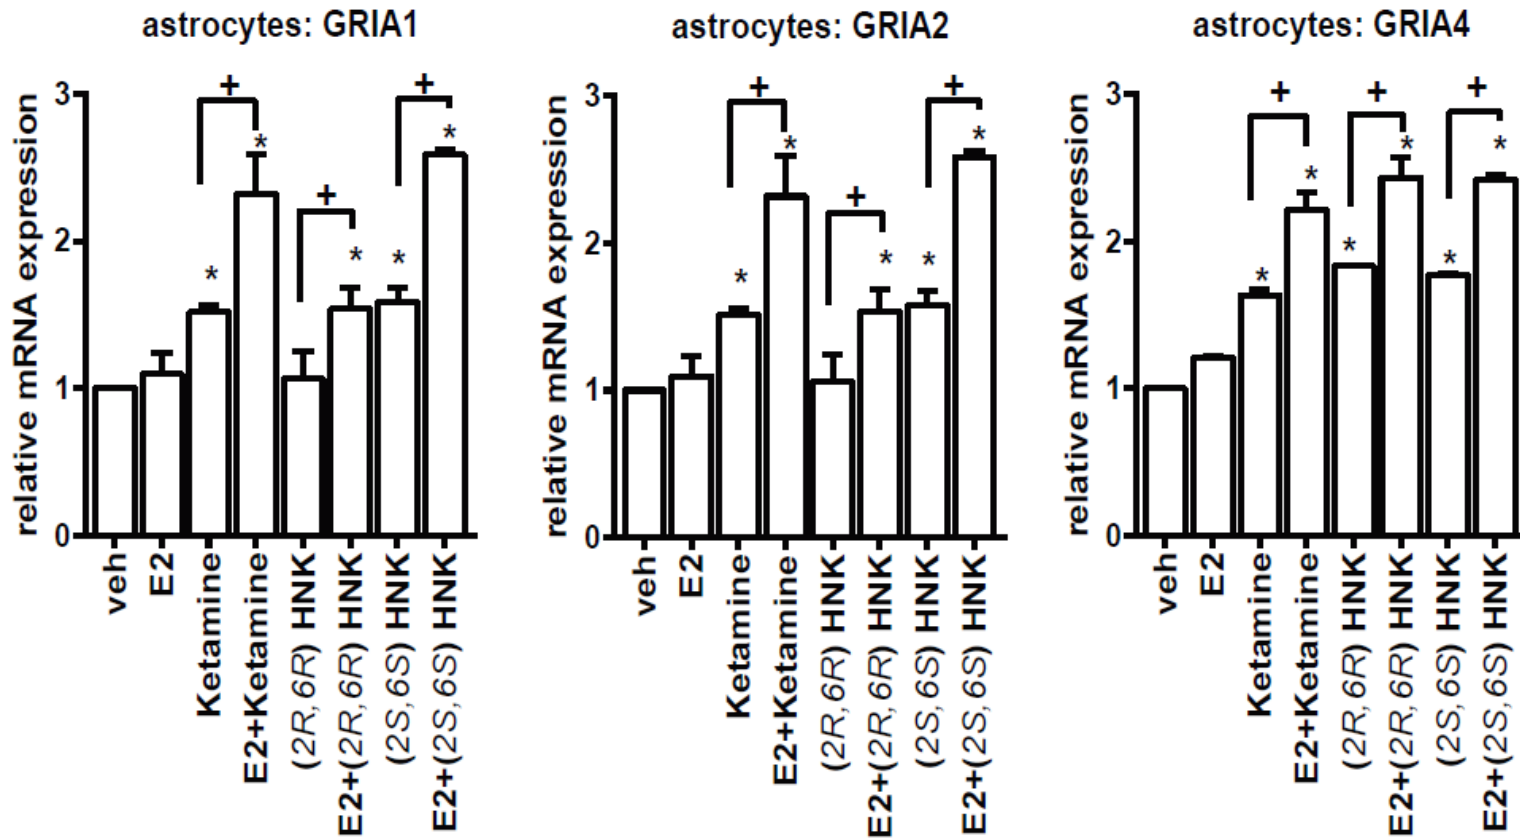 astrocytes: GRIA1
relative mRNA expression
3
2
1
0
+
+
+
*
*
*
*
*
veh
E2
Ketamine
E2+Ketamine
(2R,6R) HNK
E2+(2R,6R) HNK
(2S,6S) HNK
E2+(2S,6S) HNK
astrocytes: GRIA2
relative mRNA expression
3
2
1
0
+
+
+
*
*
*
*
*
veh
E2
Ketamine
E2+Ketamine
(2R,6R) HNK
E2+(2R,6R) HNK
(2S,6S) HNK
E2+(2S,6S) HNK
astrocytes: GRIA4
relative mRNA expression
3
2
1
0
+
+
+
*
*
*
*
*
*
veh
E2
Ketamine
E2+Ketamine
(2R,6R) HNK
E2+(2R,6R) HNK
(2S,6S) HNK
E2+(2S,6S) HNK